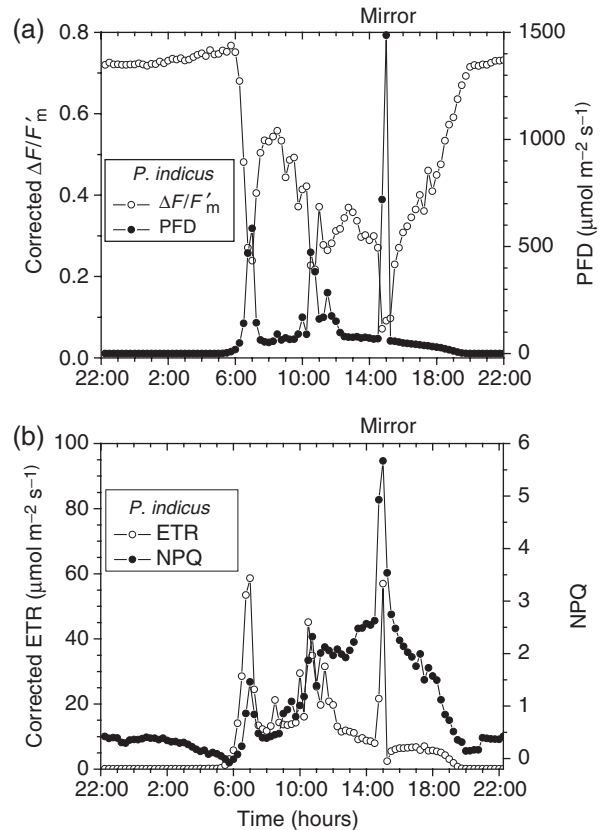 Mirror
(a)
0.8
0.6
0.4
0.2
0.0
Corrected ΔF/F′m
P. indicus
ΔF/F′m
PFD
1500
1000
500
0
PFD (μmol m−2 s−1)
22:00 2:00 6:00 10:00 14:00 18:00 22:00
Mirror
(b)
100
80
60
40
20
0
Corrected ETR (μmol m−2 s−1)
P. indicus
ETR
NPQ
6
5
4
3
2
1
0
NPQ
22:00 2:00 6:00 10:00 14:00 18:00 22:00
Time (hours)